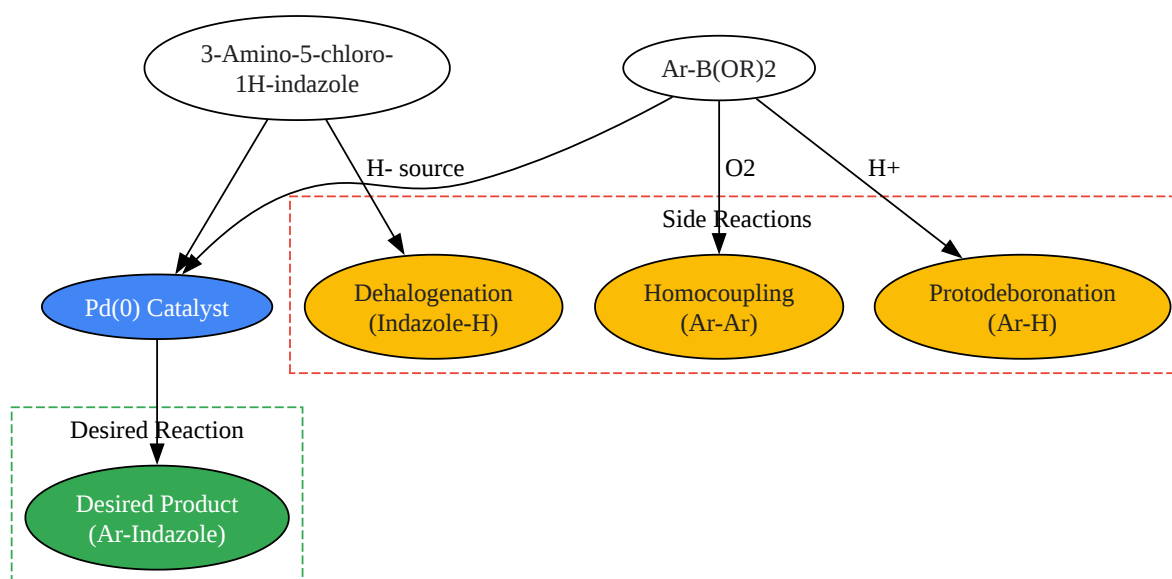 3-Amino-5-chloro-
1H-indazole
Ar-B(OR)2
H- source
O2
H+
Side Reactions
Pd(0) Catalyst
Dehalogenation
(Indazole-H)
Homocoupling
(Ar-Ar)
Protodeboronation
(Ar-H)
Desired Reaction
Desired Product
(Ar-Indazole)